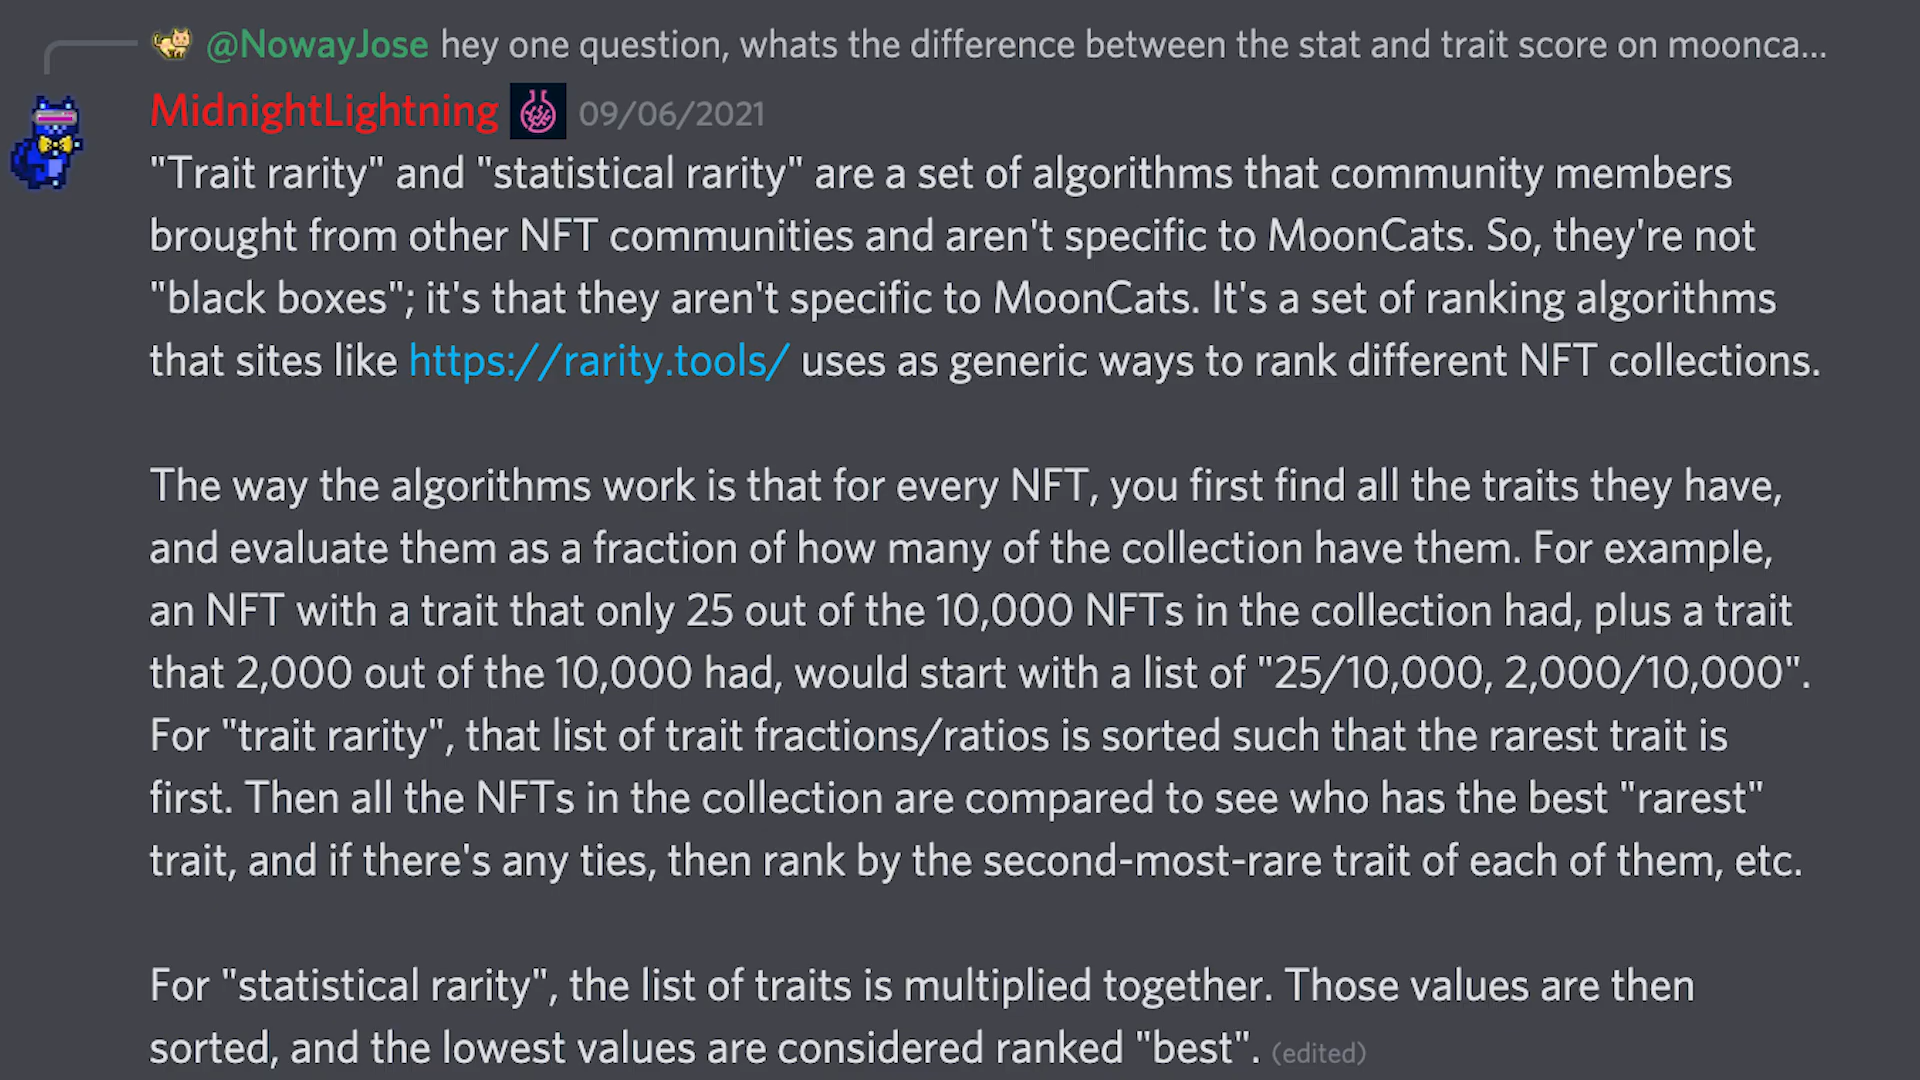 @NowayJose hey one question, whats the difference between the stat and trait score on moonca...
MidnightLightning 09/06/2021
"Trait rarity" and "statistical rarity" are a set of algorithms that community members
brought from other NFT communities and aren't specific to MoonCats. So, they're not
"black boxes"; it's that they aren't specific to MoonCats. It's a set of ranking algorithms
that sites like https://rarity.tools/ uses as generic ways to rank different NFT collections.
The way the algorithms work is that for every NFT, you first find all the traits they have,
and evaluate them as a fraction of how many of the collection have them. For example,
an NFT with a trait that only 25 out of the 10,000 NFTs in the collection had, plus a trait
that 2,000 out of the 10,000 had, would start with a list of "25/10,000, 2,000/10,000".
For "trait rarity", that list of trait fractions/ratios is sorted such that the rarest trait is
first. Then all the NFTs in the collection are compared to see who has the best "rarest"
trait, and if there's any ties, then rank by the second-most-rare trait of each of them, etc.
For "statistical rarity", the list of traits is multiplied together. Those values are then
sorted, and the lowest values are considered ranked "best". (edited)